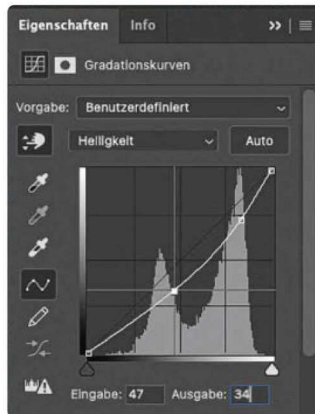 Eigenschaften Info
Gradationskurven
Vorgabe: Benutzerdefiniert
Helligkeit Auto
Eingabe: 47 Ausgabe: 34